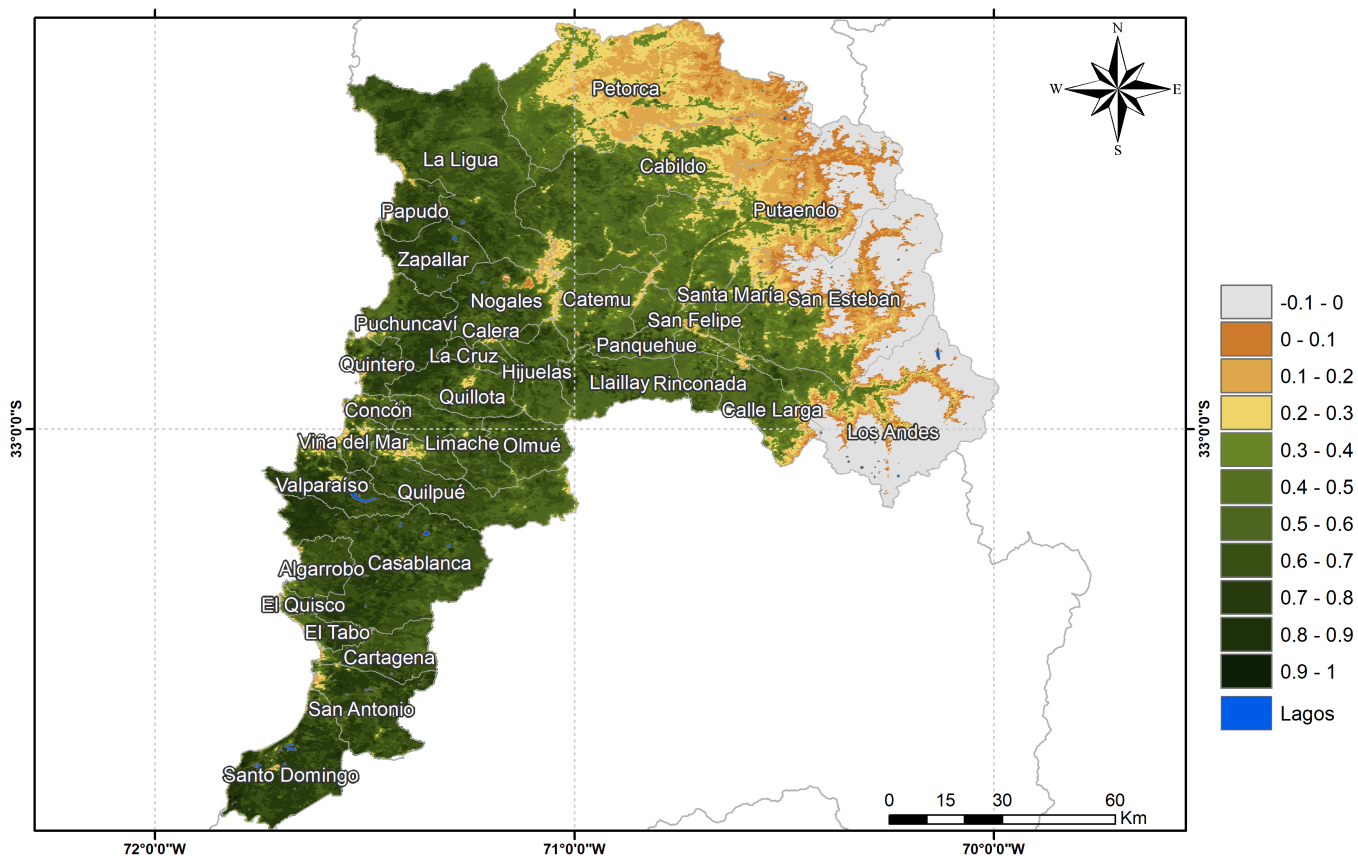 N
W
E
S
Petorca
La Ligua
Cabildo
Papudo
Putaendo
Zapallar
Nogales
Catemu
Santa María
San Esteban
Puchuncaví
Calera
San Felipe
La Cruz
Panquehue
Quintero
Hijuelas
Llaillay
Rinconada
Quillota
Concón
Calle Larga
Los Andes
Viña del Mar
Limache
Olmué
Valparaíso
Quilpué
Algarrobo
Casablanca
El Quisco
El Tabo
Cartagena
San Antonio
Santo Domingo
33°0'0"S
33°0'0"S
72°0'0"W
71°0'0"W
70°0'0"W
0 15 30 60
Km
-0.1 - 0
0 - 0.1
0.1 - 0.2
0.2 - 0.3
0.3 - 0.4
0.4 - 0.5
0.5 - 0.6
0.6 - 0.7
0.7 - 0.8
0.8 - 0.9
0.9 - 1
Lagos